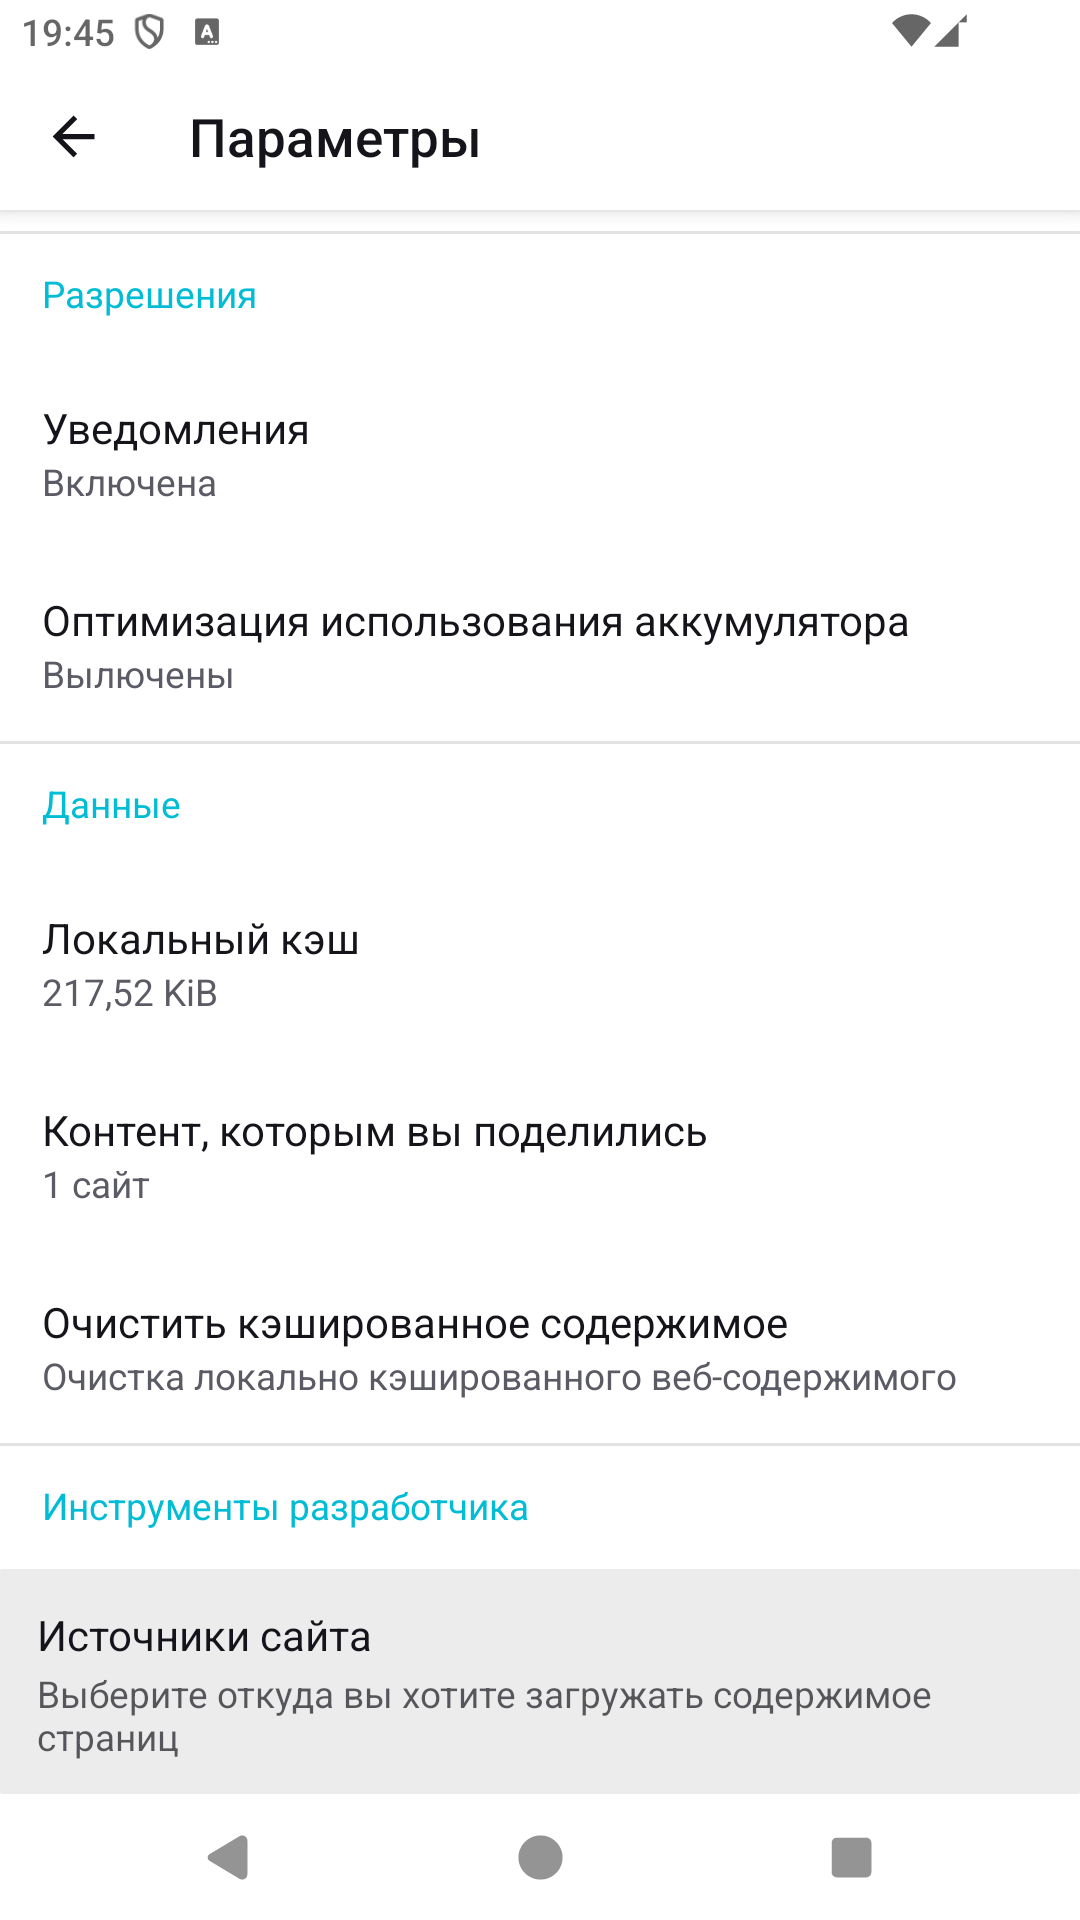 19:45
Параметры
Разрешения
Уведомления
Включена
Оптимизация использования аккумулятора
Вылючены
Данные
Локальный кэш
217,52 KiB
Контент, которым вы поделились
1 сайт
Очистить кэшированное содержимое
Очистка локально кэшированного веб-содержимого
Инструменты разработчика
Источники сайта
Выберите откуда вы хотите загружать содержимое
страниц